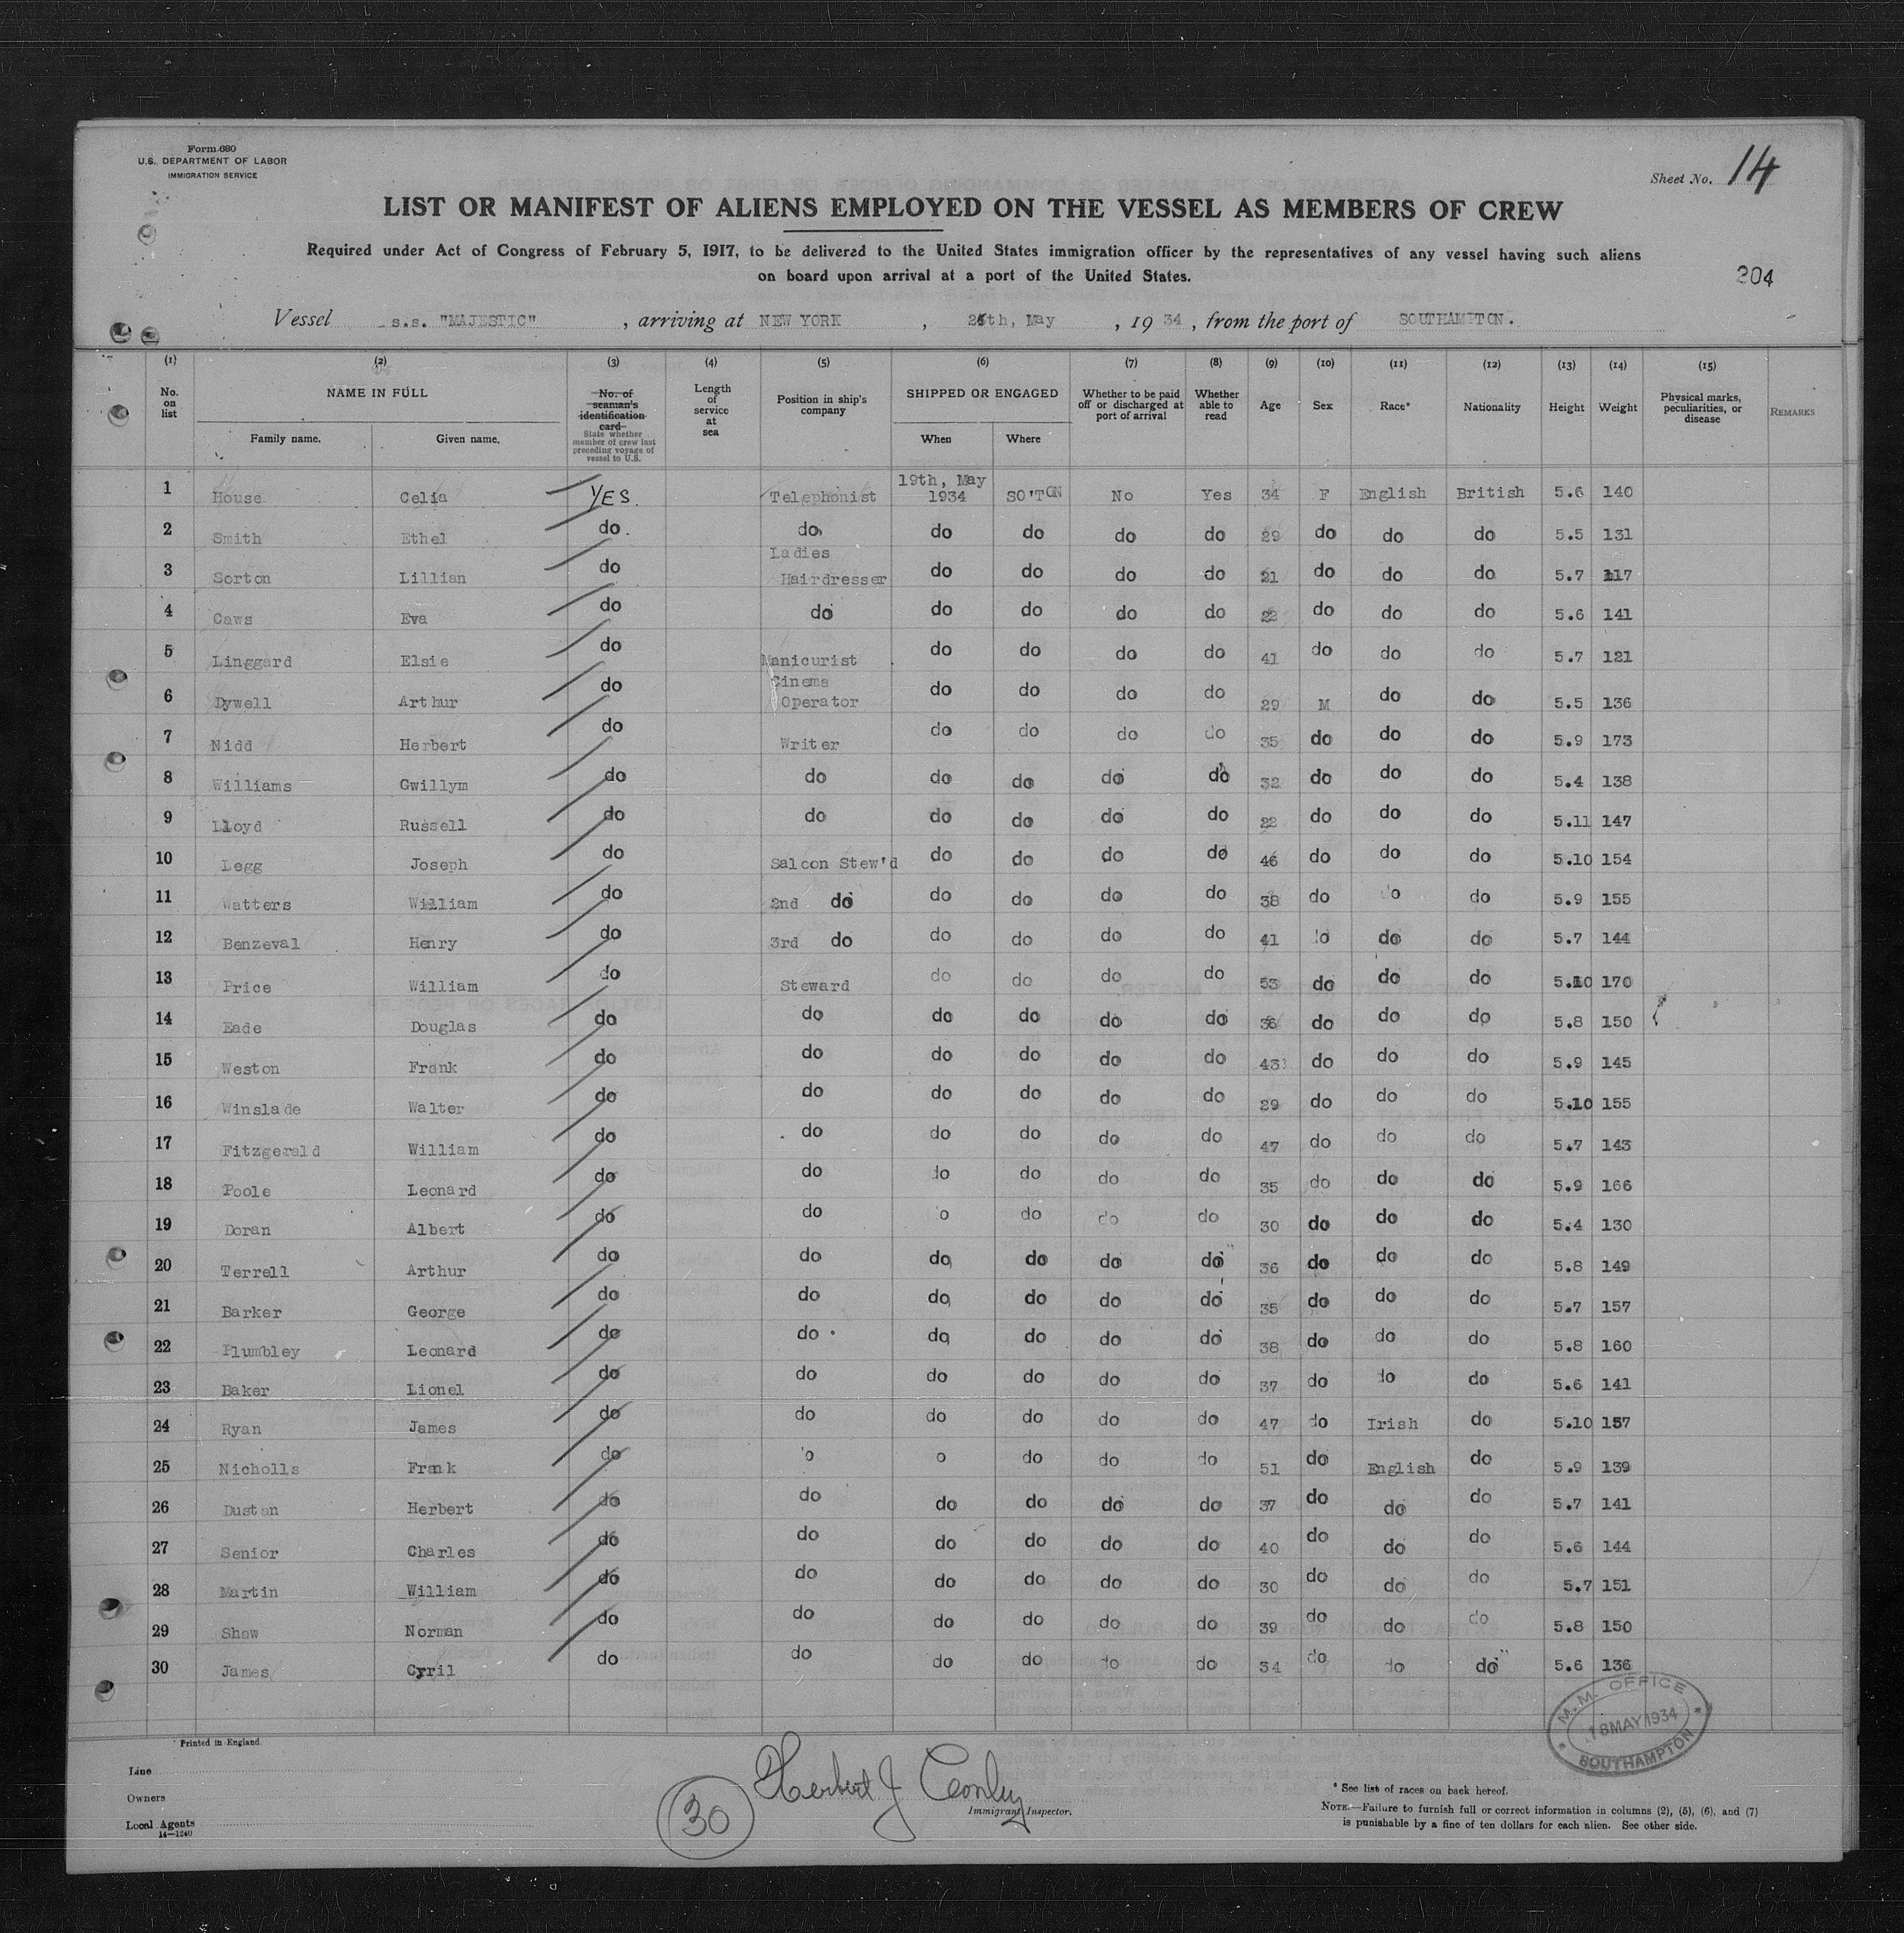 Form 680
U.S. DEPARTMENT OF LABOR
IMMIGRATION SERVICE
Sheet No. 14
LIST OR MANIFEST OF ALIENS EMPLOYED ON THE VESSEL AS MEMBERS OF CREW
Required under Act of Congress of February 5, 1917, to be delivered to the United States immigration officer by the representatives of any vessel having such aliens
on board upon arrival at a port of the United States.
304
Vessel s.s. "MAJESTIC" , arriving at NEW YORK , 25th, May , 19 34 , from the port of SOUTHAMPTON.
(1) (2) (3) (4) (5) (6) (7) (8) (9) (10) (11) (12) (13) (14) (15)
No. on list NAME IN FULL Family name. Given name. No. of seaman's identification card State whether member of crew last preceding voyage of vessel to U.S. Length of service at sea Position in ship's company SHIPPED OR ENGAGED When Where Whether to be paid off or discharged at port of arrival Whether able to read Age Sex Race* Nationality Height Weight Physical marks, peculiarities, or disease REMARKS
1 House Celia YES. Telephonist 19th, May 1934 SO'TON No Yes 34 F English British 5.6 140
2 Smith Ethel do. do do do do do 29 do do do 5.5 131
3 Sorton Lillian do Ladies Hairdresser do do do do 21 do do do 5.7 117
4 Caws Eva do do do do do do 22 do do do 5.6 141
5 Linggard Elsie do Manicurist do do do do 41 do do do 5.7 121
6 Dywell Arthur do Cinema Operator do do do do 29 M do do 5.5 136
7 Nidd Herbert do Writer do do do do 35 do do do 5.9 173
8 Williams Gwillym do do do do do do 32 do do do 5.4 138
9 Lloyd Russell do do do do do do 22 do do do 5.11 147
10 Legg Joseph do Saloon Stew'd do do do do 46 do do do 5.10 154
11 Watters William do 2nd do do do do do 38 do do do 5.9 155
12 Benzeval Henry do 3rd do do do do do 41 do do do 5.7 144
13 Price William do Steward do do do do 53 do do do 5.10 170
14 Eade Douglas do do do do do do 36 do do do 5.8 150
15 Weston Frank do do do do do do 43 do do do 5.9 145
16 Winslade Walter do do do do do do 29 do do do 5.10 155
17 Fitzgerald William do do do do do do 47 do do do 5.7 143
18 Poole Leonard do do do do do do 35 do do do 5.9 166
19 Doran Albert do do do do do do 30 do do do 5.4 130
20 Terrell Arthur do do do do do do 36 do do do 5.8 149
21 Barker George do do do do do do 35 do do do 5.7 157
22 Plumbley Leonard do do do do do do 38 do do do 5.8 160
23 Baker Lionel do do do do do do 37 do do do 5.6 141
24 Ryan James do do do do do do 47 do Irish do 5.10 157
25 Nicholls Frank do do do do do do 51 do English do 5.9 139
26 Dustan Herbert do do do do do do 37 do do do 5.7 141
27 Senior Charles do do do do do do 40 do do do 5.6 144
28 Martin William do do do do do do 30 do do do 5.7 151
29 Shaw Norman do do do do do do 39 do do do 5.8 150
30 James Cyril do do do do do do 34 do do do 5.6 136
M.M. OFFICE
18 MAY 1934
SOUTHAMPTON
Printed in England.
Line
Owners
Local Agents
14—1240
30
Herbert J Conley
Immigrant Inspector.
* See list of races on back hereof.
NOTE.—Failure to furnish full or correct information in columns (2), (5), (6), and (7)
is punishable by a fine of ten dollars for each alien. See other side.